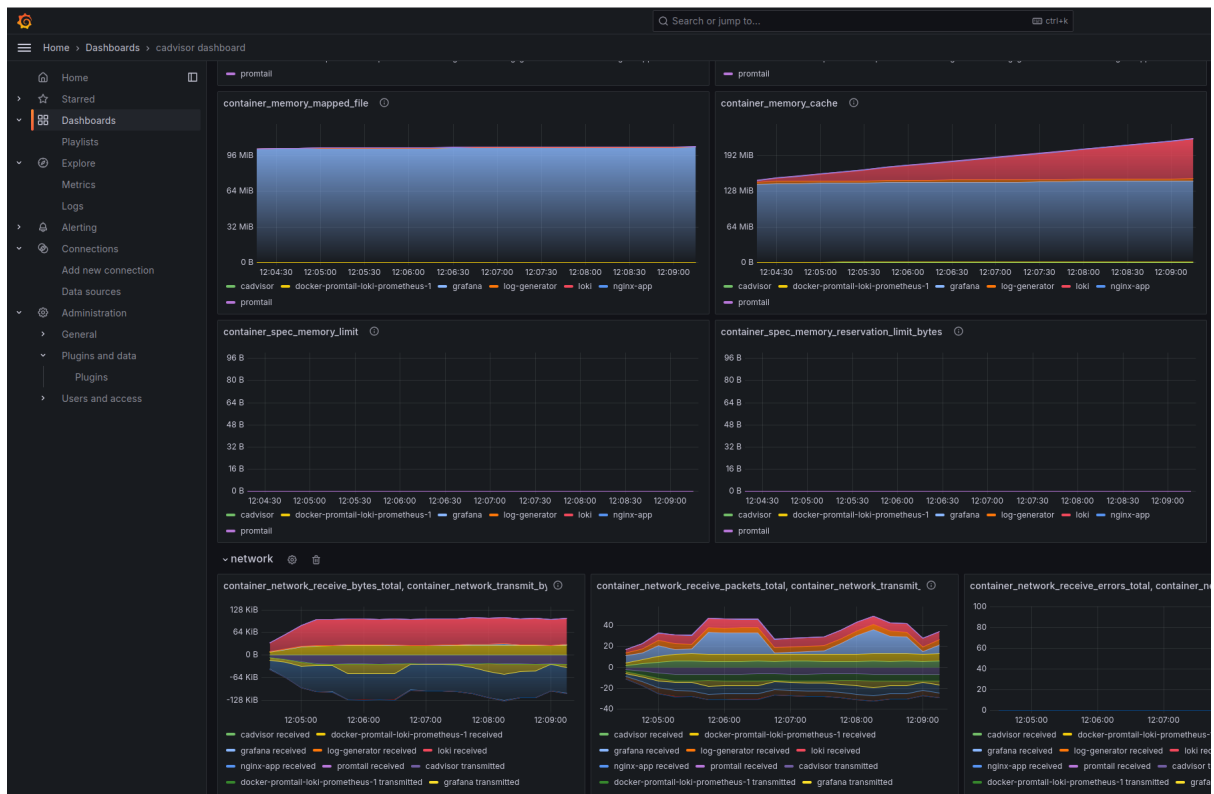 Search or jump to...
ctrl+k
Home › Dashboards › cadvisor dashboard
Home
Starred
Dashboards
Playlists
Explore
Metrics
Logs
Alerting
Connections
Add new connection
Data sources
Administration
General
Plugins and data
Plugins
Users and access
promtail
promtail
container_memory_mapped_file
96 MiB
64 MiB
32 MiB
0 B
12:04:30 12:05:00 12:05:30 12:06:00 12:06:30 12:07:00 12:07:30 12:08:00 12:08:30 12:09:00
cadvisor docker-promtail-loki-prometheus-1 grafana log-generator loki nginx-app
promtail
container_memory_cache
192 MiB
128 MiB
64 MiB
0 B
12:04:30 12:05:00 12:05:30 12:06:00 12:06:30 12:07:00 12:07:30 12:08:00 12:08:30 12:09:00
cadvisor docker-promtail-loki-prometheus-1 grafana log-generator loki nginx-app
promtail
container_spec_memory_limit
96 B
80 B
64 B
48 B
32 B
16 B
0 B
12:04:30 12:05:00 12:05:30 12:06:00 12:06:30 12:07:00 12:07:30 12:08:00 12:08:30 12:09:00
cadvisor docker-promtail-loki-prometheus-1 grafana log-generator loki nginx-app
promtail
container_spec_memory_reservation_limit_bytes
96 B
80 B
64 B
48 B
32 B
16 B
0 B
12:04:30 12:05:00 12:05:30 12:06:00 12:06:30 12:07:00 12:07:30 12:08:00 12:08:30 12:09:00
cadvisor docker-promtail-loki-prometheus-1 grafana log-generator loki nginx-app
promtail
network
container_network_receive_bytes_total, container_network_transmit_by
128 KiB
64 KiB
0 B
-64 KiB
-128 KiB
12:05:00 12:06:00 12:07:00 12:08:00 12:09:00
cadvisor received docker-promtail-loki-prometheus-1 received
grafana received log-generator received loki received
nginx-app received promtail received cadvisor transmitted
docker-promtail-loki-prometheus-1 transmitted grafana transmitted
container_network_receive_packets_total, container_network_transmit_
40
20
0
-20
-40
12:05:00 12:06:00 12:07:00 12:08:00 12:09:00
cadvisor received docker-promtail-loki-prometheus-1 received
grafana received log-generator received loki received
nginx-app received promtail received cadvisor transmitted
docker-promtail-loki-prometheus-1 transmitted grafana transmitted
container_network_receive_errors_total, container_ne
100
80
60
40
20
0
12:05:00 12:06:00 12:07:00
cadvisor received docker-promtail-loki-prometheus-
grafana received log-generator received loki rec
nginx-app received promtail received cadvisor t
docker-promtail-loki-prometheus-1 transmitted grafa